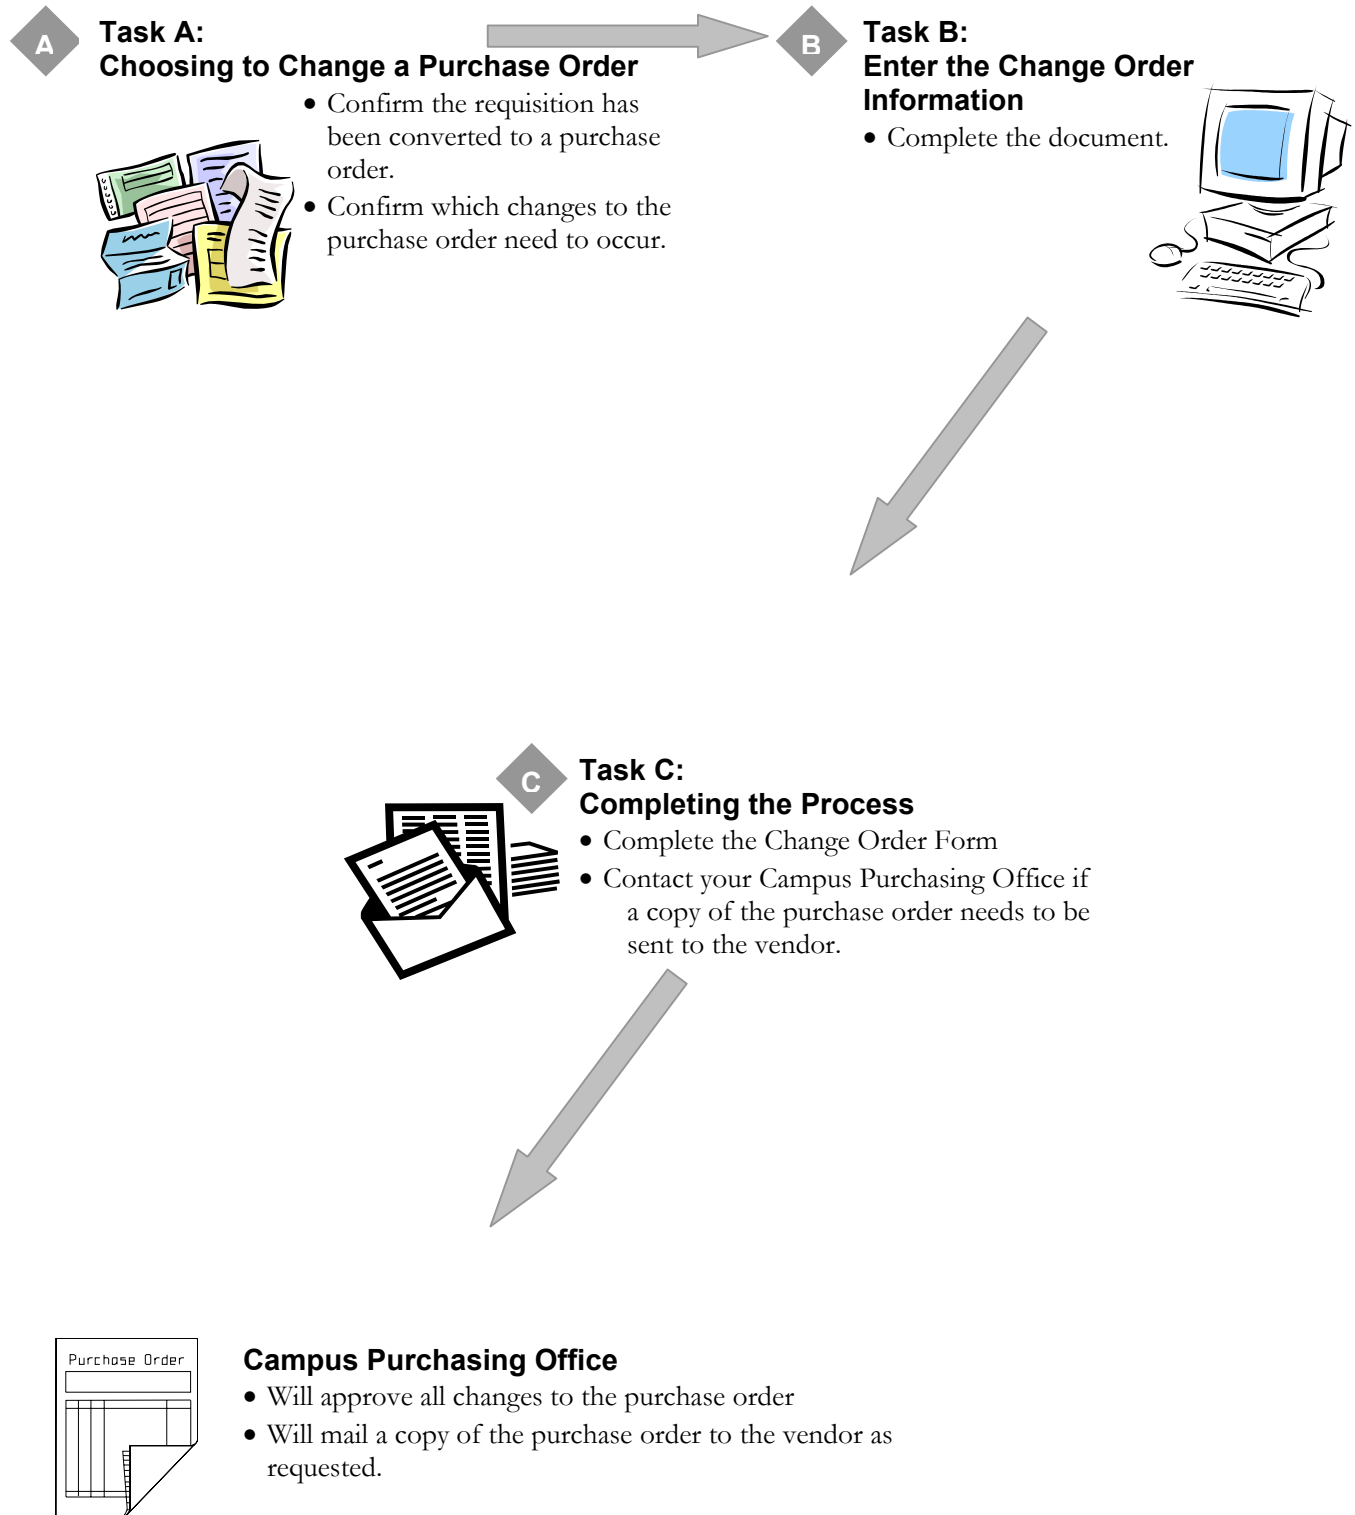 A
Task A:
Choosing to Change a Purchase Order
• Confirm the requisition has
been converted to a purchase
order.
• Confirm which changes to the
purchase order need to occur.
B
Task B:
Enter the Change Order
Information
• Complete the document.
C
Task C:
Completing the Process
• Complete the Change Order Form
• Contact your Campus Purchasing Office if
a copy of the purchase order needs to be
sent to the vendor.
Purchase Order
Campus Purchasing Office
• Will approve all changes to the purchase order
• Will mail a copy of the purchase order to the vendor as
requested.